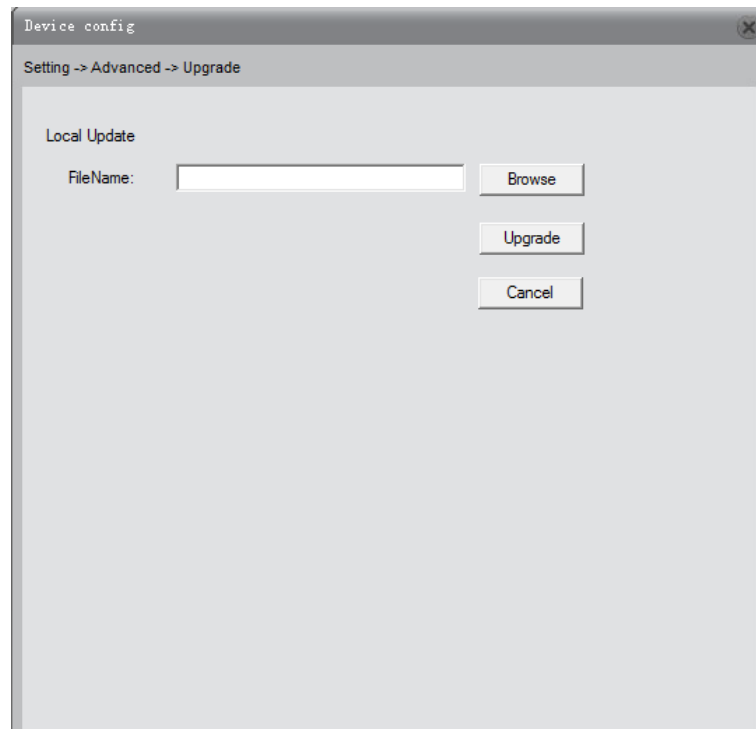 Device config
Setting -> Advanced -> Upgrade
Local Update
FileName:
Browse
Upgrade
Cancel